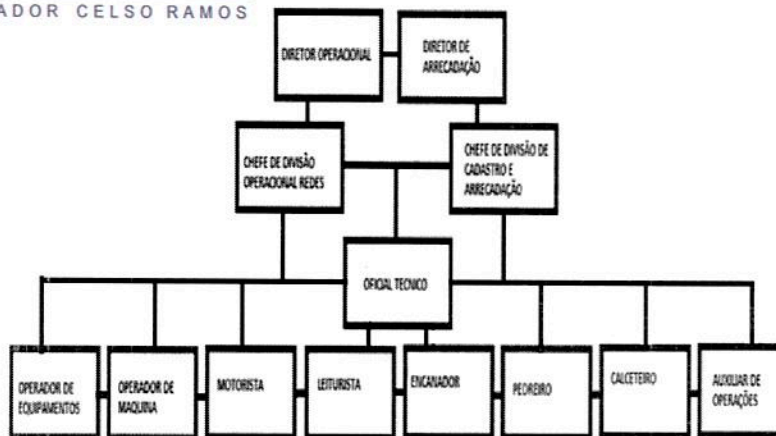 ADOR CELSO RAMOS
DIRETOR OPERACIONAL
DIRETOR DE
ARRECADAÇÃO
CHEFE DE DIVISÃO
OPERACIONAL REDES
CHEFE DE DIVISÃO DE
CADASTRO E
ARRECADAÇÃO
OFICIAL TECNICO
OPERADOR DE
EQUIPAMENTOS
OPERADOR DE
MAQUINA
MOTORISTA
LEITURISTA
ENCANADOR
PEDREIRO
CALCETEIRO
AUXILIAR DE
OPERAÇÕES